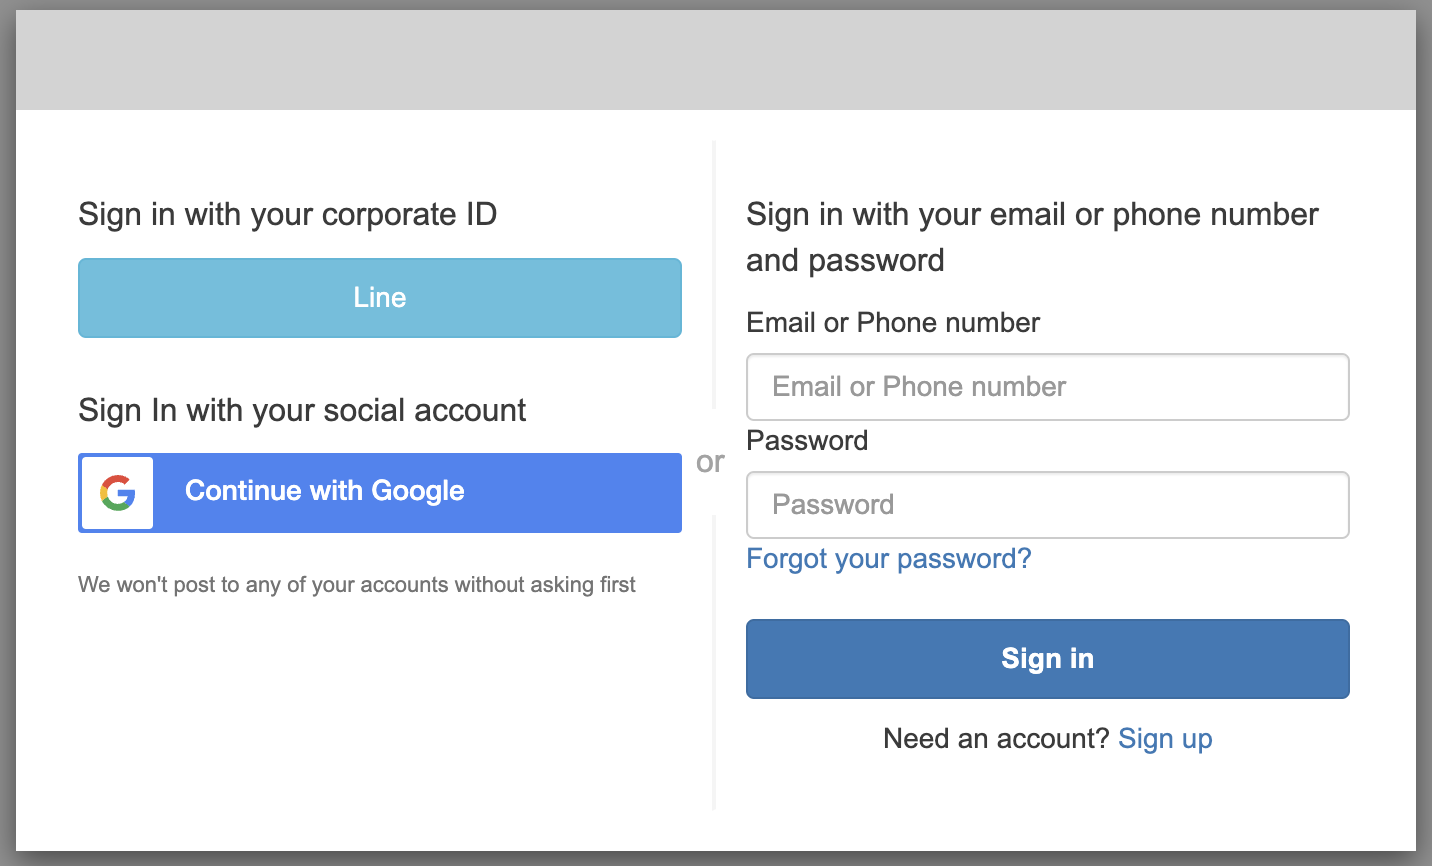 Sign in with your corporate ID
Line
Sign In with your social account
Continue with Google
We won't post to any of your accounts without asking first
or
Sign in with your email or phone number
and password
Email or Phone number
Email or Phone number
Password
Password
Forgot your password?
Sign in
Need an account? Sign up